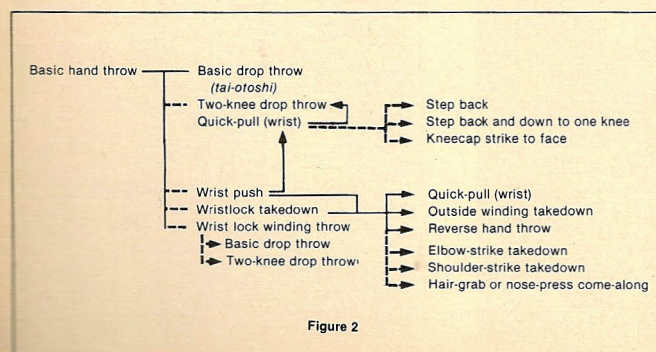 Basic hand throw
Basic drop throw
(tai-otoshi)
Two-knee drop throw
Quick-pull (wrist)
Step back
Step back and down to one knee
Kneecap strike to face
Wrist push
Wristlock takedown
Wrist lock winding throw
Basic drop throw
Two-knee drop throw
Quick-pull (wrist)
Outside winding takedown
Reverse hand throw
Elbow-strike takedown
Shoulder-strike takedown
Hair-grab or nose-press come-along
Figure 2